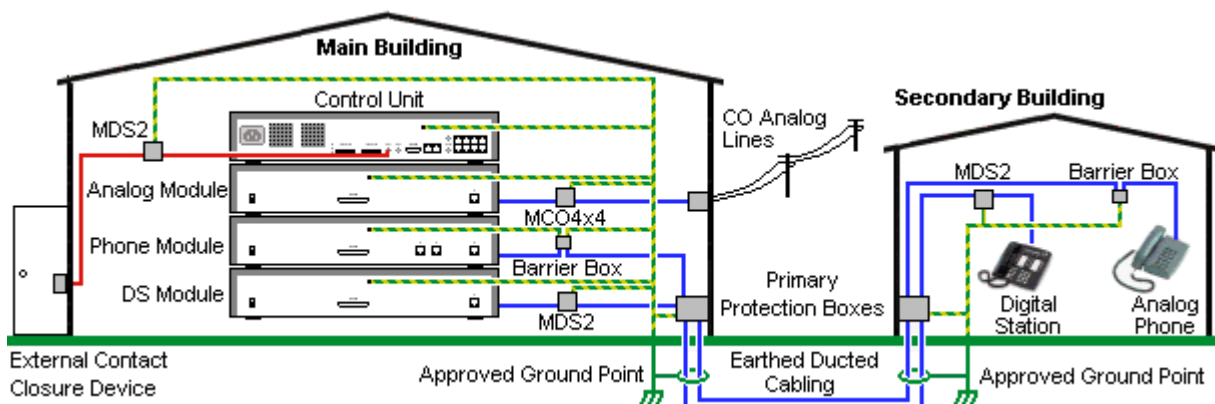 Main Building
Control Unit
MDS2
Analog Module
Phone Module
DS Module
MCO4x4
Barrier Box
MDS2
CO Analog
Lines
Primary
Protection Boxes
Secondary Building
MDS2
Barrier Box
Digital
Station
Analog
Phone
External Contact
Closure Device
Approved Ground Point
Earthed Ducted
Cabling
Approved Ground Point